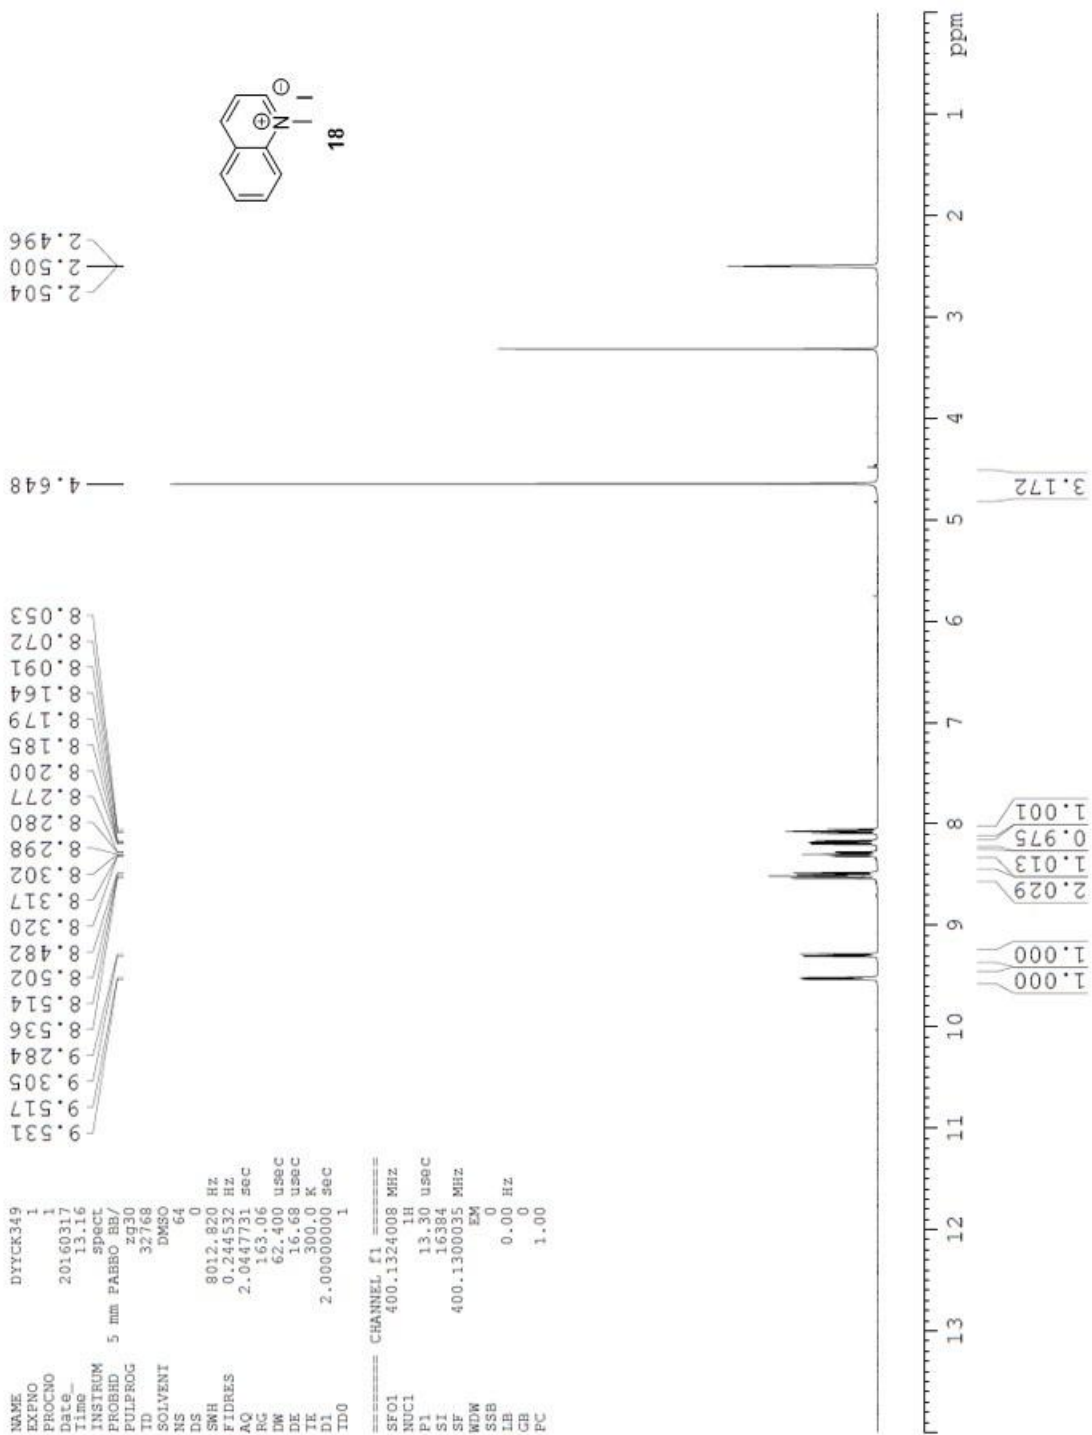 NAME DYYCK349
EXPNO 1
PROCNO 1
Date_ 20160317
Time 13.16
INSTRUM spect
PROBHD 5 mm PABBO BB/
PULPROG zg30
TD 32768
SOLVENT DMSO
NS 64
DS 0
SWH 8012.820 HZ
FIDRES 0.244532 HZ
AQ 2.0447731 sec
RG 163.06
DW 62.400 usec
DE 16.68 usec
TE 300.0 K
D1 2.00000000 sec
TD0 1
======== CHANNEL f1 ========
SFO1 400.1324008 MHZ
NUC1 1H
P1 13.30 usec
SI 16384
SF 400.1300035 MHZ
WDW EM
SSB 0
LB 0.00 HZ
GB 0
PC 1.00
9.531
9.517
9.305
9.284
8.536
8.514
8.502
8.482
8.320
8.317
8.302
8.298
8.280
8.277
8.200
8.185
8.179
8.164
8.091
8.072
8.053
4.648
2.504
2.500
2.496
N
⊕
⊖
I
18
13 12 11 10 9 8 7 6 5 4 3 2 1 ppm
1.000
1.000
2.029
1.013
0.975
1.001
3.172